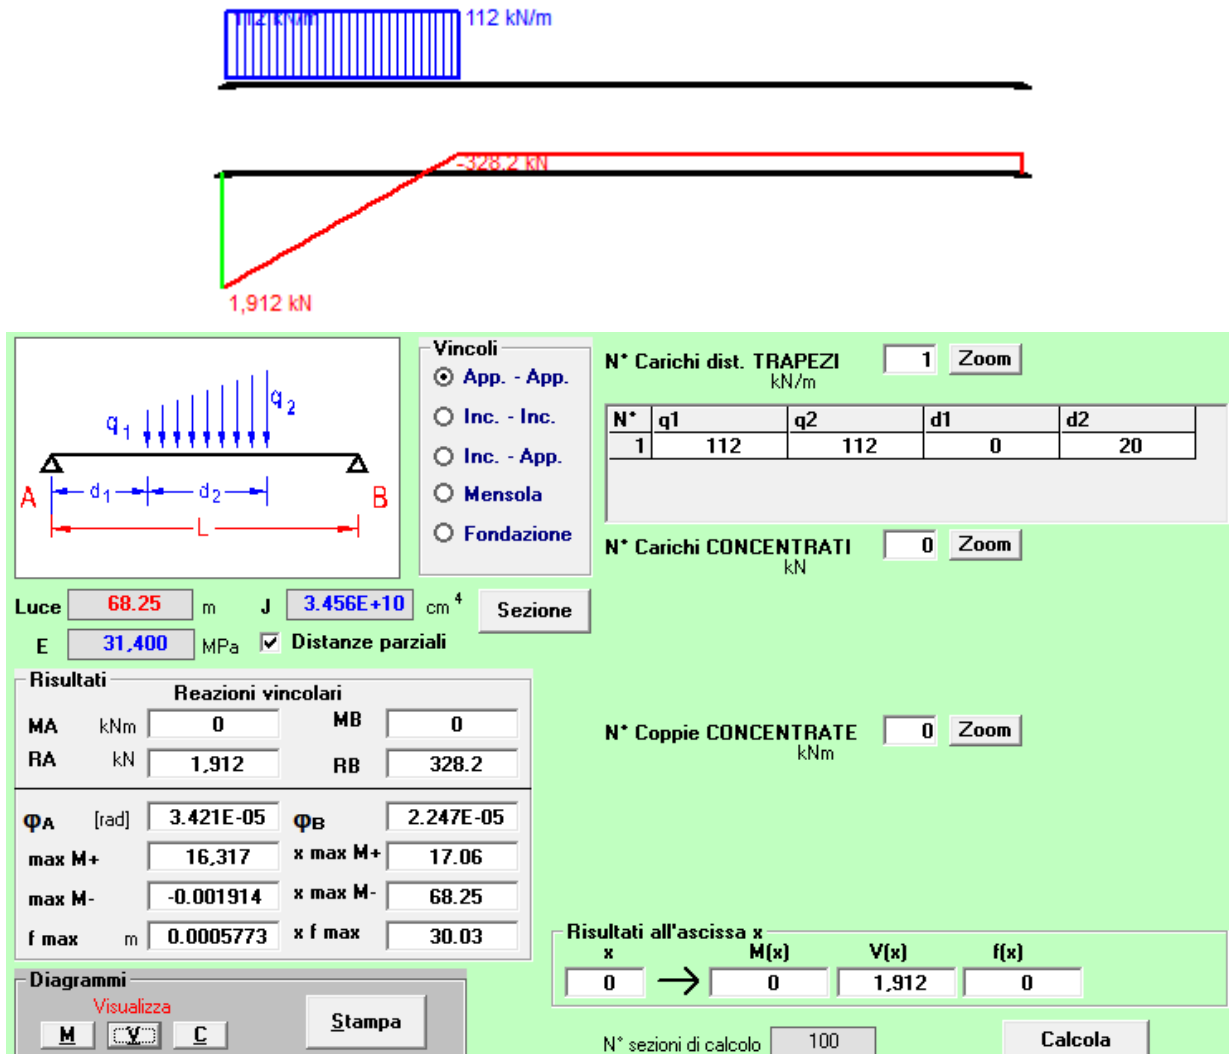 112 kN/m 112 kN/m
-328.2 kN
1,912 kN
q1 q2
A d1 d2 B
L
Vincoli
App. - App.
Inc. - Inc.
Inc. - App.
Mensola
Fondazione
N° Carichi dist. TRAPEZI 1 Zoom
kN/m
N° q1 q2 d1 d2
1 112 112 0 20
N° Carichi CONCENTRATI 0 Zoom
kN
Luce 68.25 m J 3.456E+10 cm 4 Sezione
E 31,400 MPa Distanze parziali
Risultati
Reazioni vincolari
MA kNm 0 MB 0
RA kN 1,912 RB 328.2
φA [rad] 3.421E-05 φB 2.247E-05
max M+ 16,317 x max M+ 17.06
max M- -0.001914 x max M- 68.25
f max m 0.0005773 x f max 30.03
N° Coppie CONCENTRATE 0 Zoom
kNm
Risultati all'ascissa x
x M(x) V(x) f(x)
0 0 1,912 0
Diagrammi
Visualizza
M V C Stampa
N° sezioni di calcolo 100 Calcola